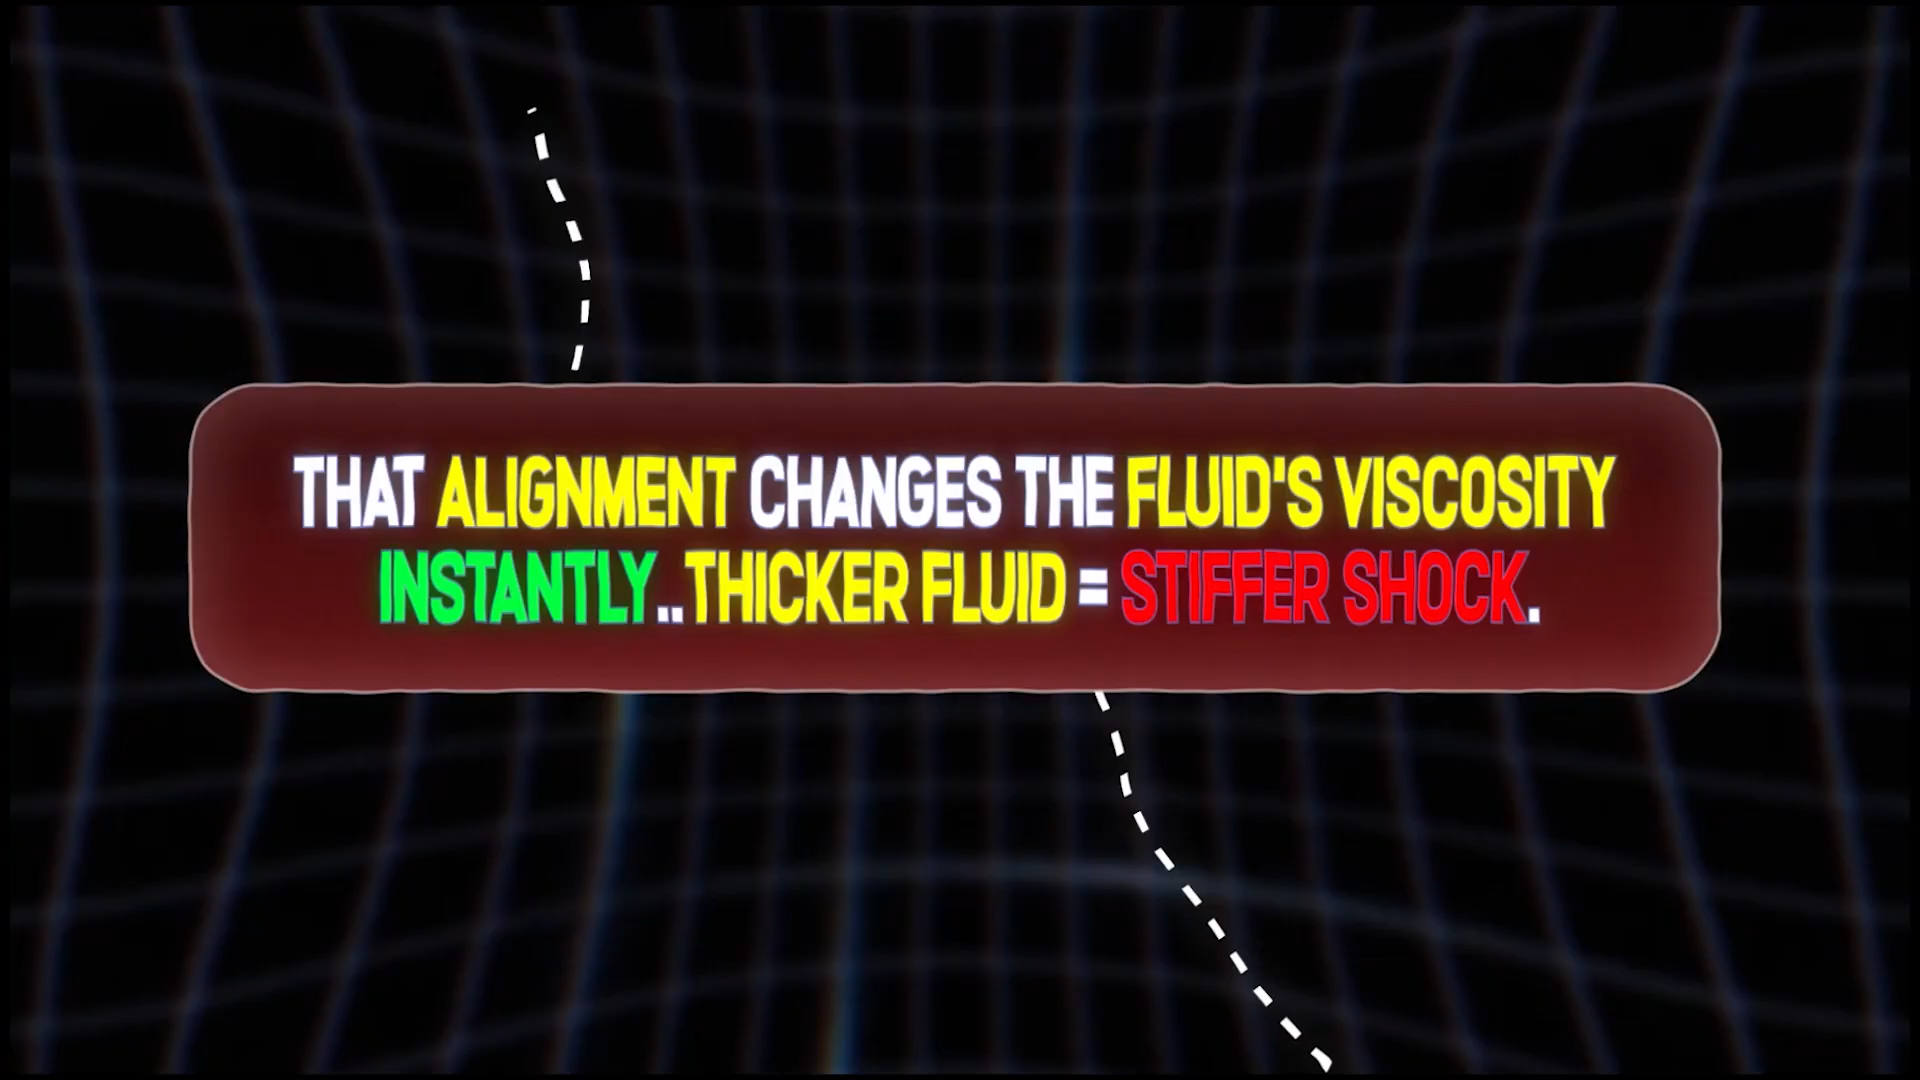 THAT ALIGNMENT CHANGES THE FLUID'S VISCOSITY
INSTANTLY..THICKER FLUID = STIFFER SHOCK.